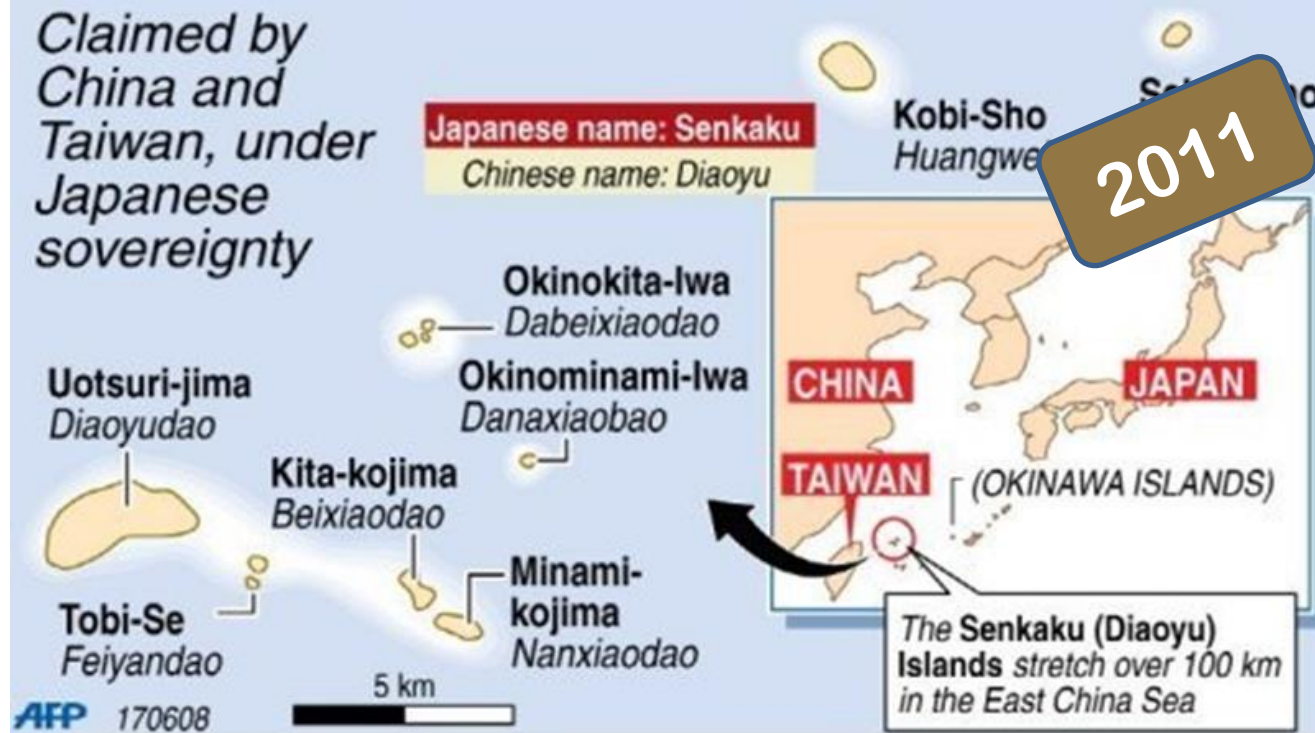 Claimed by
China and
Taiwan, under
Japanese
sovereignty
Japanese name: Senkaku
Chinese name: Diaoyu
Kobi-Sho
2011
Okinokita-Iwa
Dabeixiaodao
Uotsuri-jima
Diaoyudao
Okinominami-Iwa
Danaxiaobao
Kita-kojima
Beixiaodao
Minami-
kojima
Nanxiaodao
Tobi-Se
Feiyandao
5 km
AFP 170608
CHINA
JAPAN
TAIWAN
(OKINAWA ISLANDS)
The Senkaku (Diaoyu)
Islands stretch over 100 km
in the East China Sea